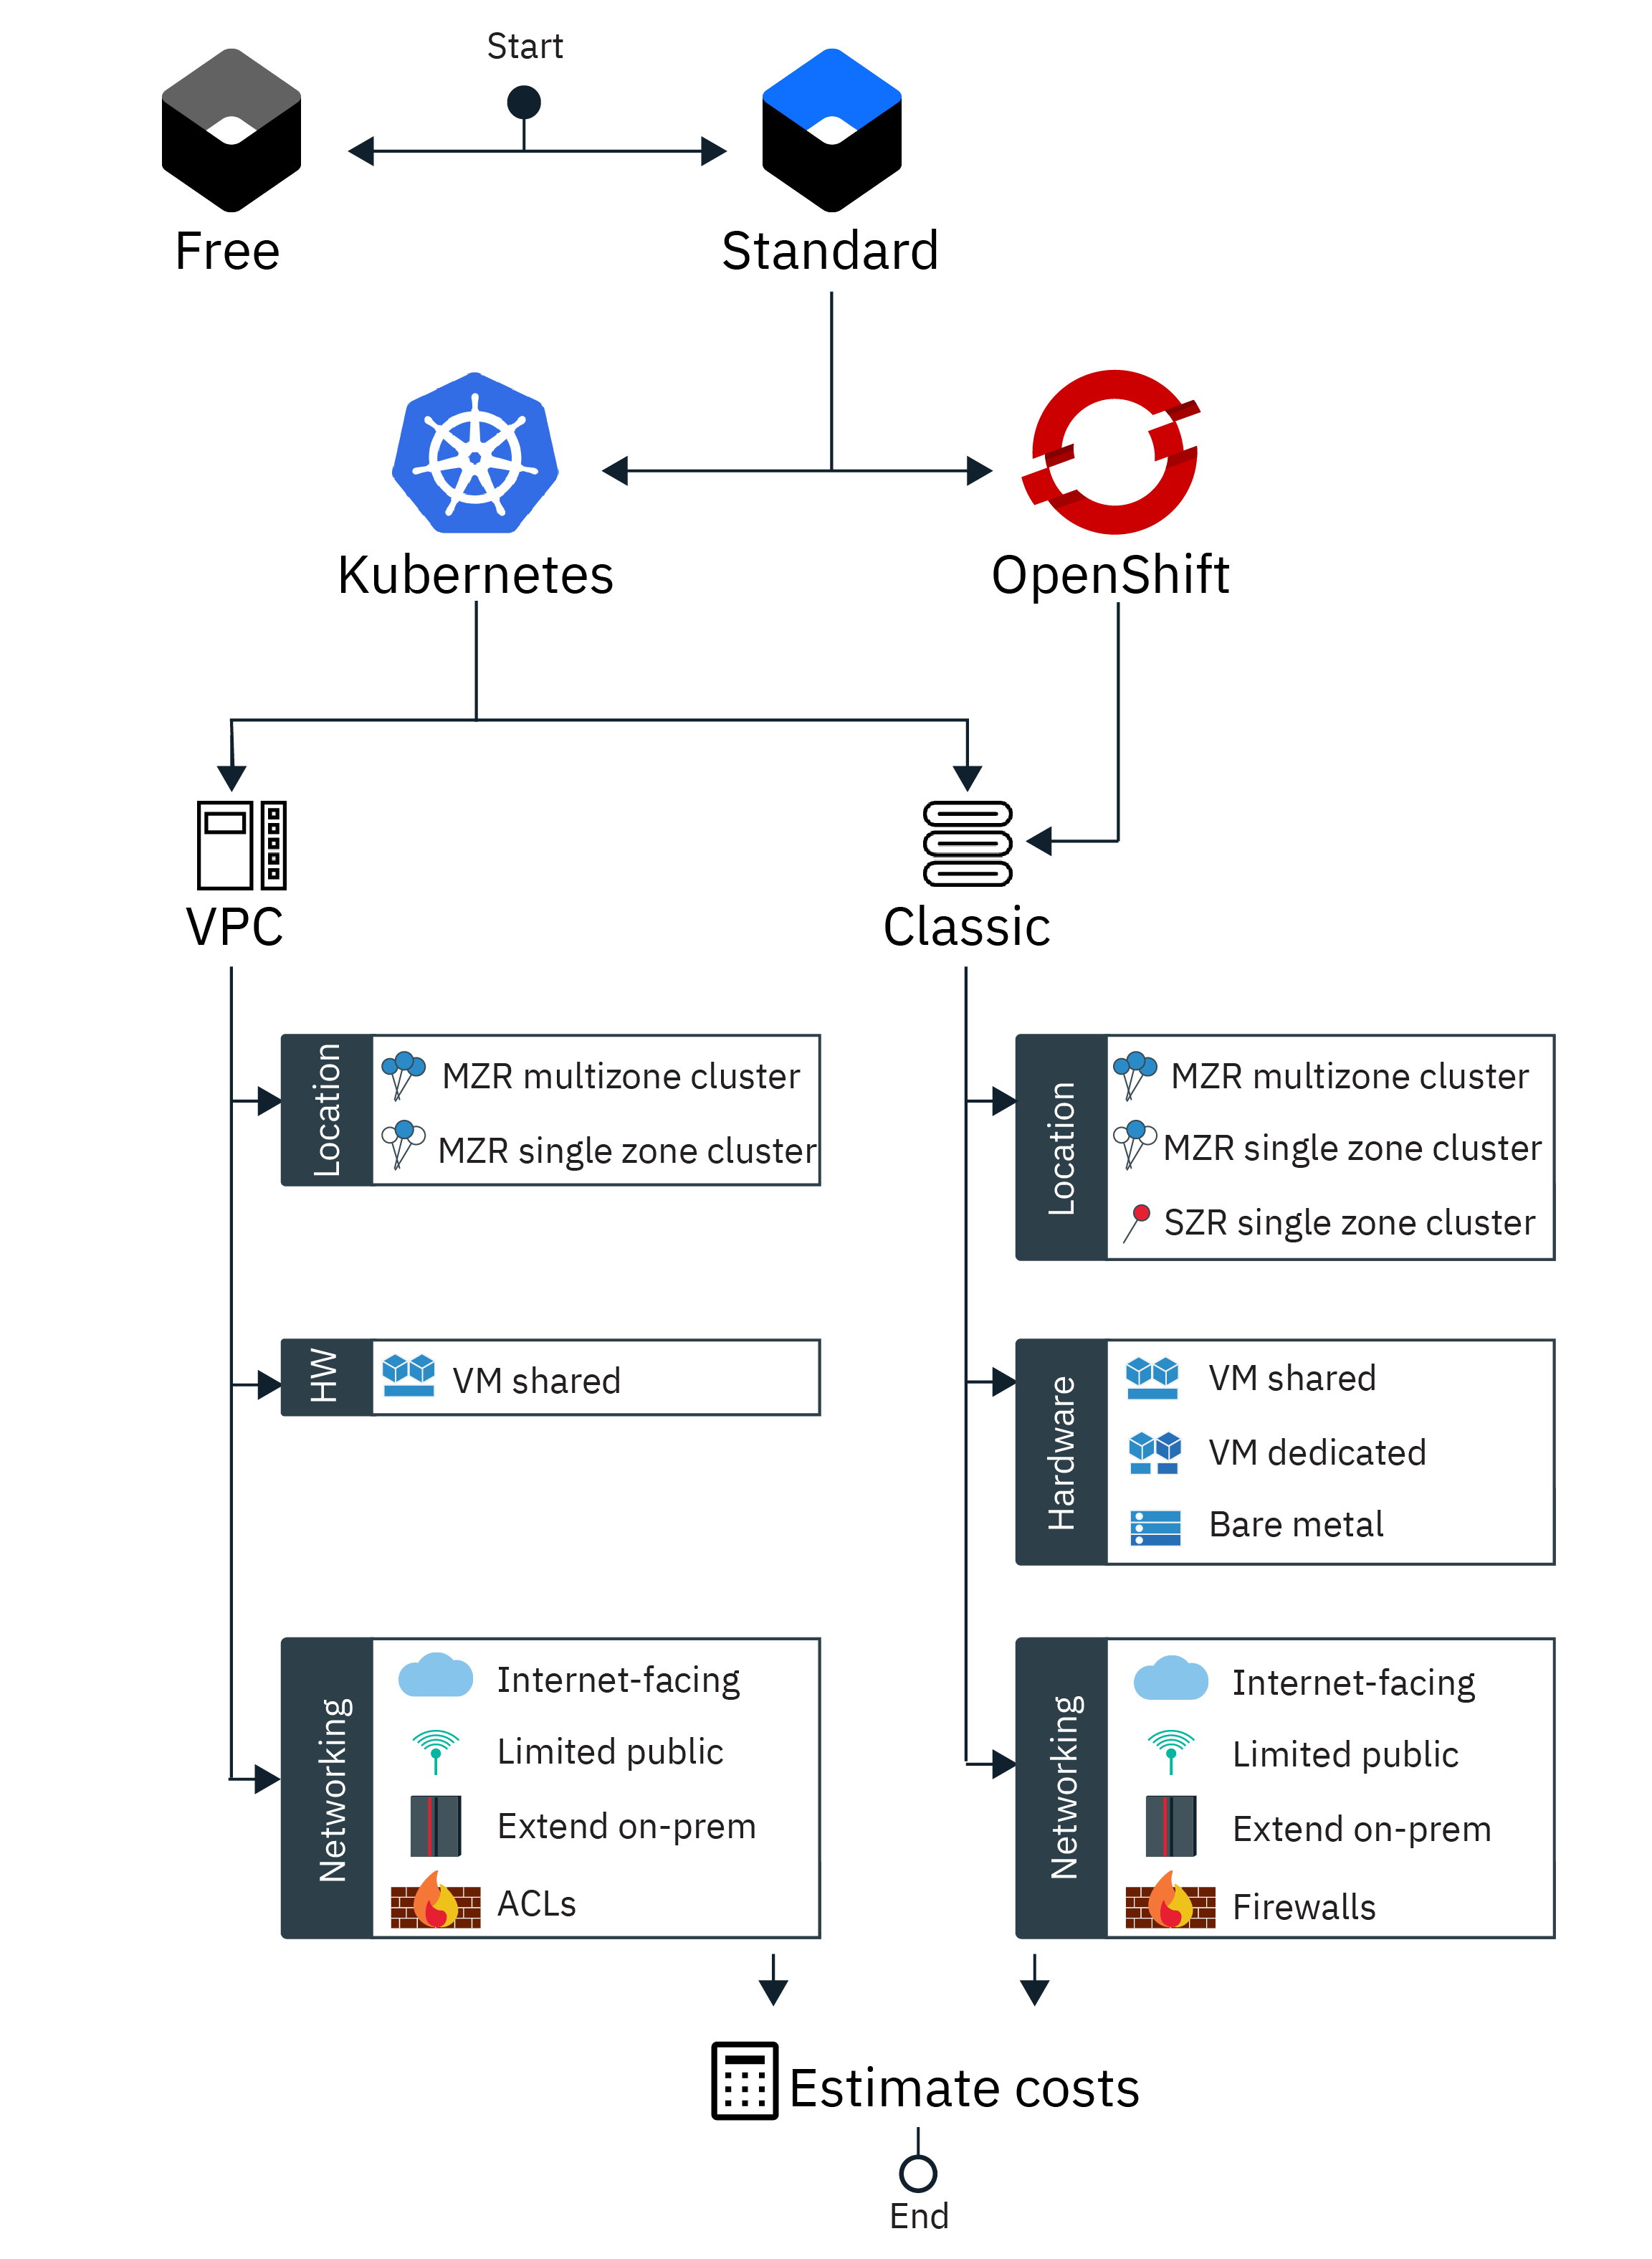 Start
Free
Standard
Kubernetes
OpenShift
VPC
Classic
Location
MZR multizone cluster
MZR single zone cluster
HW
VM shared
Networking
Internet-facing
Limited public
Extend on-prem
ACLs
Location
MZR multizone cluster
MZR single zone cluster
SZR single zone cluster
Hardware
VM shared
VM dedicated
Bare metal
Networking
Internet-facing
Limited public
Extend on-prem
Firewalls
Estimate costs
End